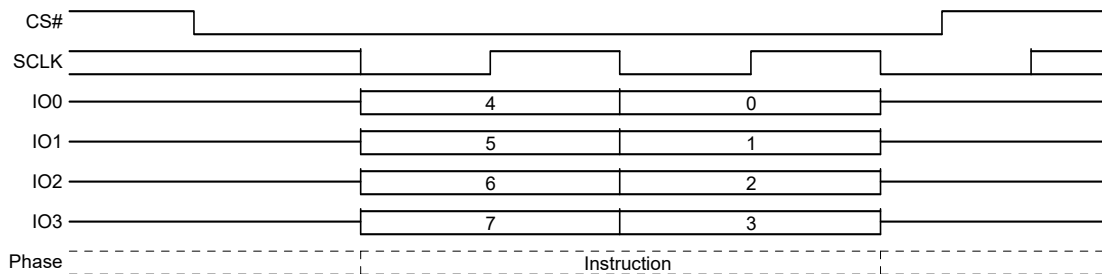 CS#
SCLK
IO0 4 0
IO1 5 1
IO2 6 2
IO3 7 3
Phase Instruction